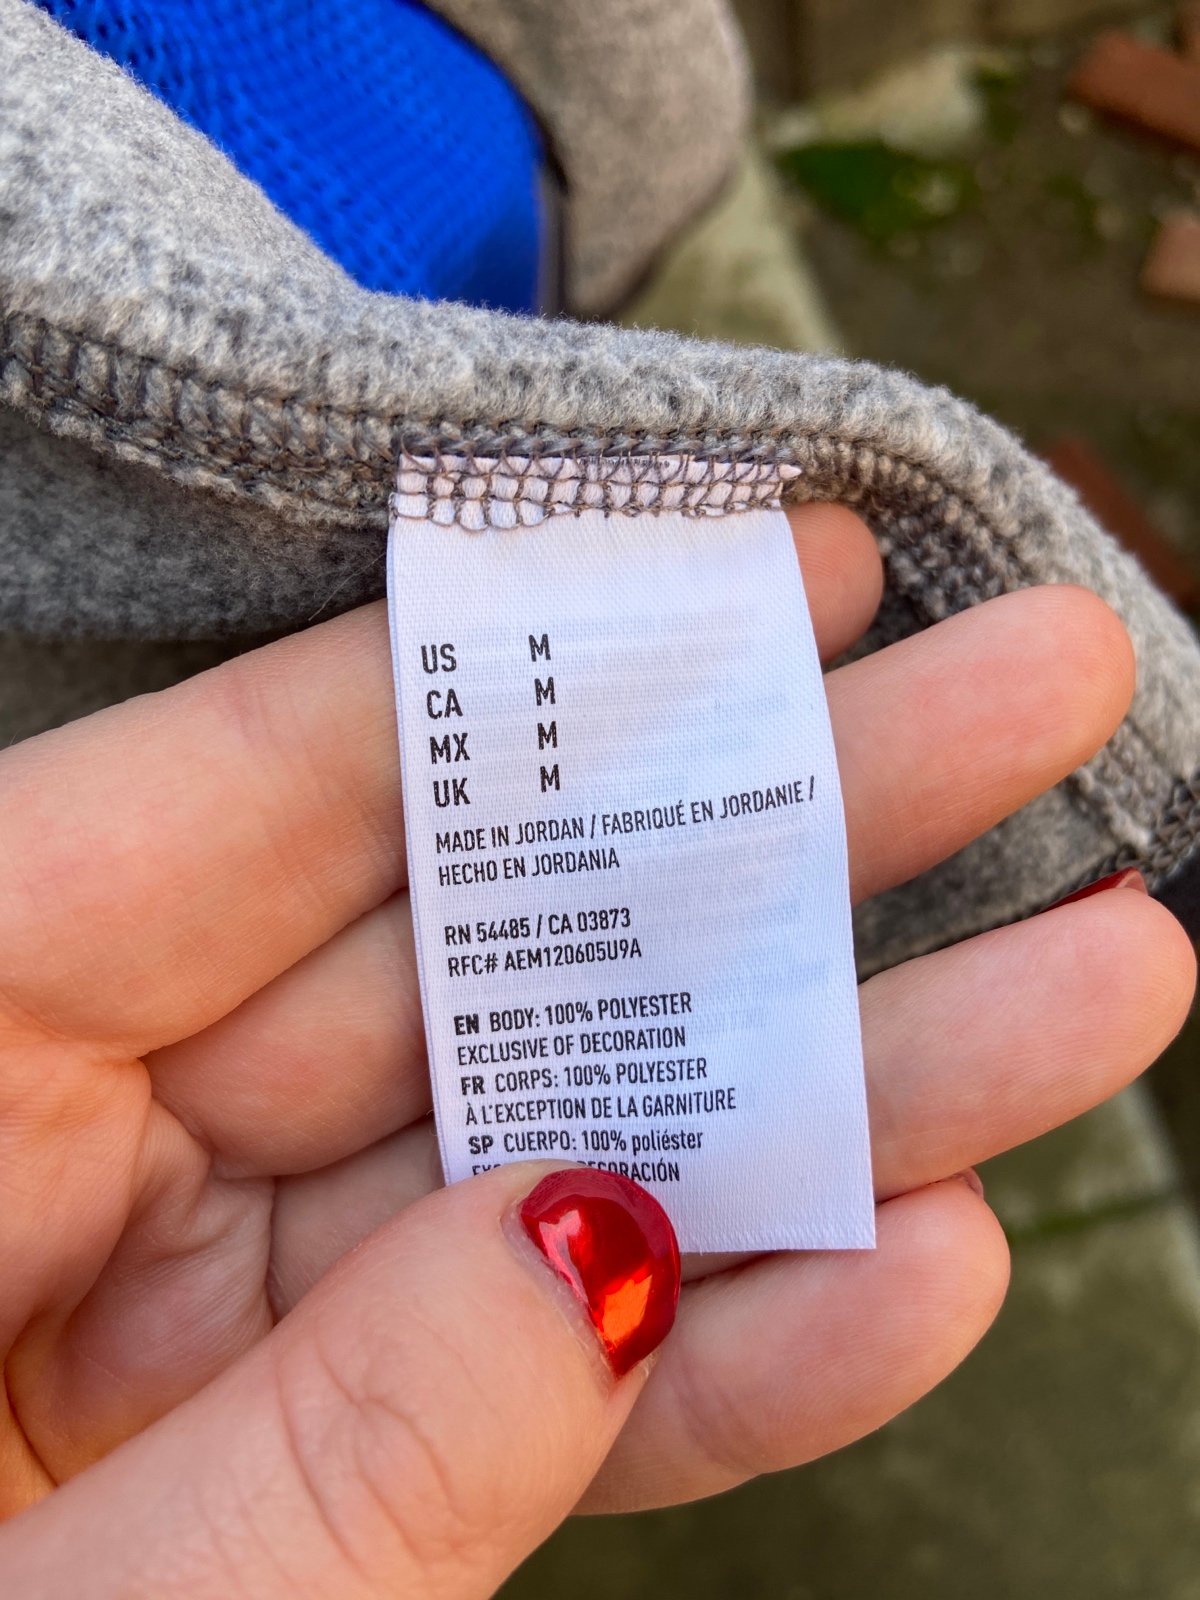 US M
CA M
MX M
UK M
MADE IN JORDAN / FABRIQUÉ EN JORDANIE /
HECHO EN JORDANIA
RN 54485 / CA 03873
RFC# AEM120605U9A
EN BODY: 100% POLYESTER
EXCLUSIVE OF DECORATION
FR CORPS: 100% POLYESTER
À L'EXCEPTION DE LA GARNITURE
SP CUERPO: 100% poliéster
DECORACIÓN